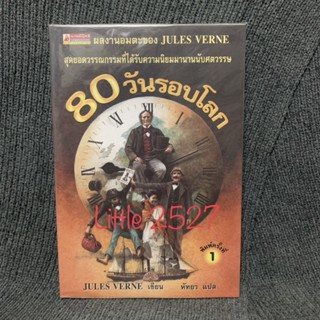 ผลงานอมตะของ JULES VERNE
สุดยอดวรรณกรรมที่ได้รับความนิยมมานานนับศตวรรษ
80 วันรอบโลก
Little 2527
พิมพ์ครั้งที่
1
JULES VERNE เขียน หัทยา แปล